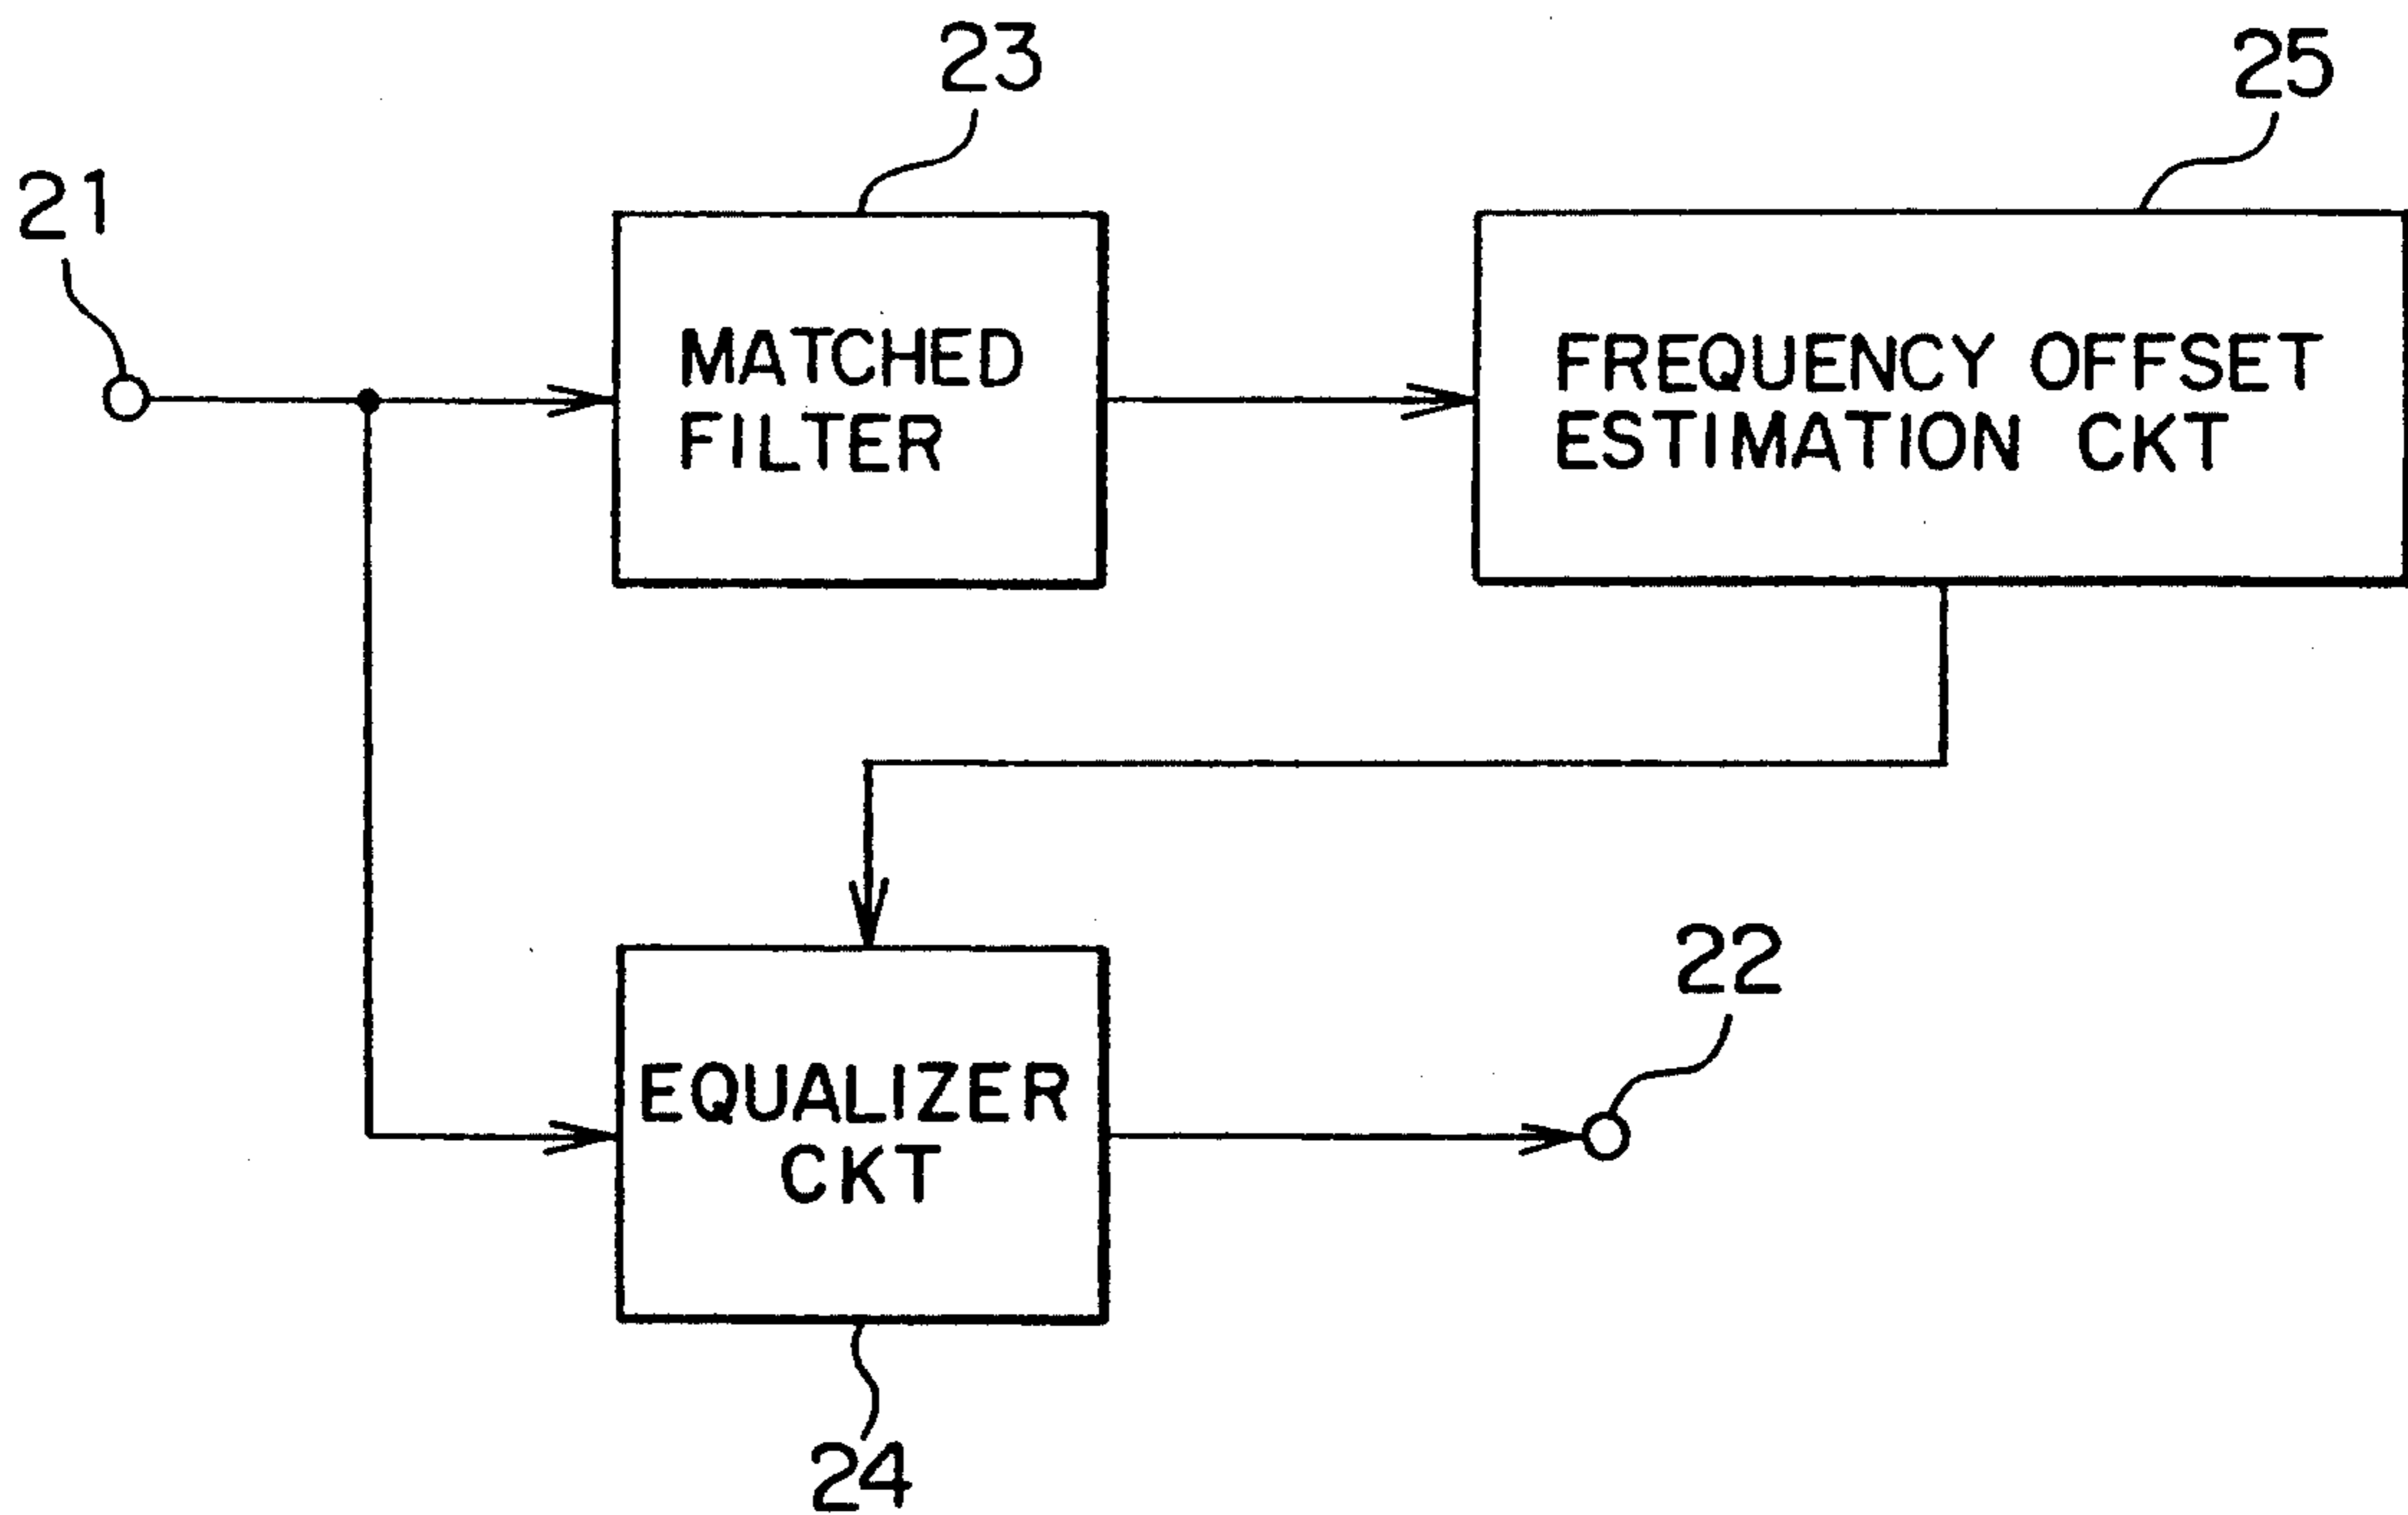 23
25
21
MATCHED
FILTER
FREQUENCY OFFSET
ESTIMATION CKT
22
EQUALIZER
CKT
24